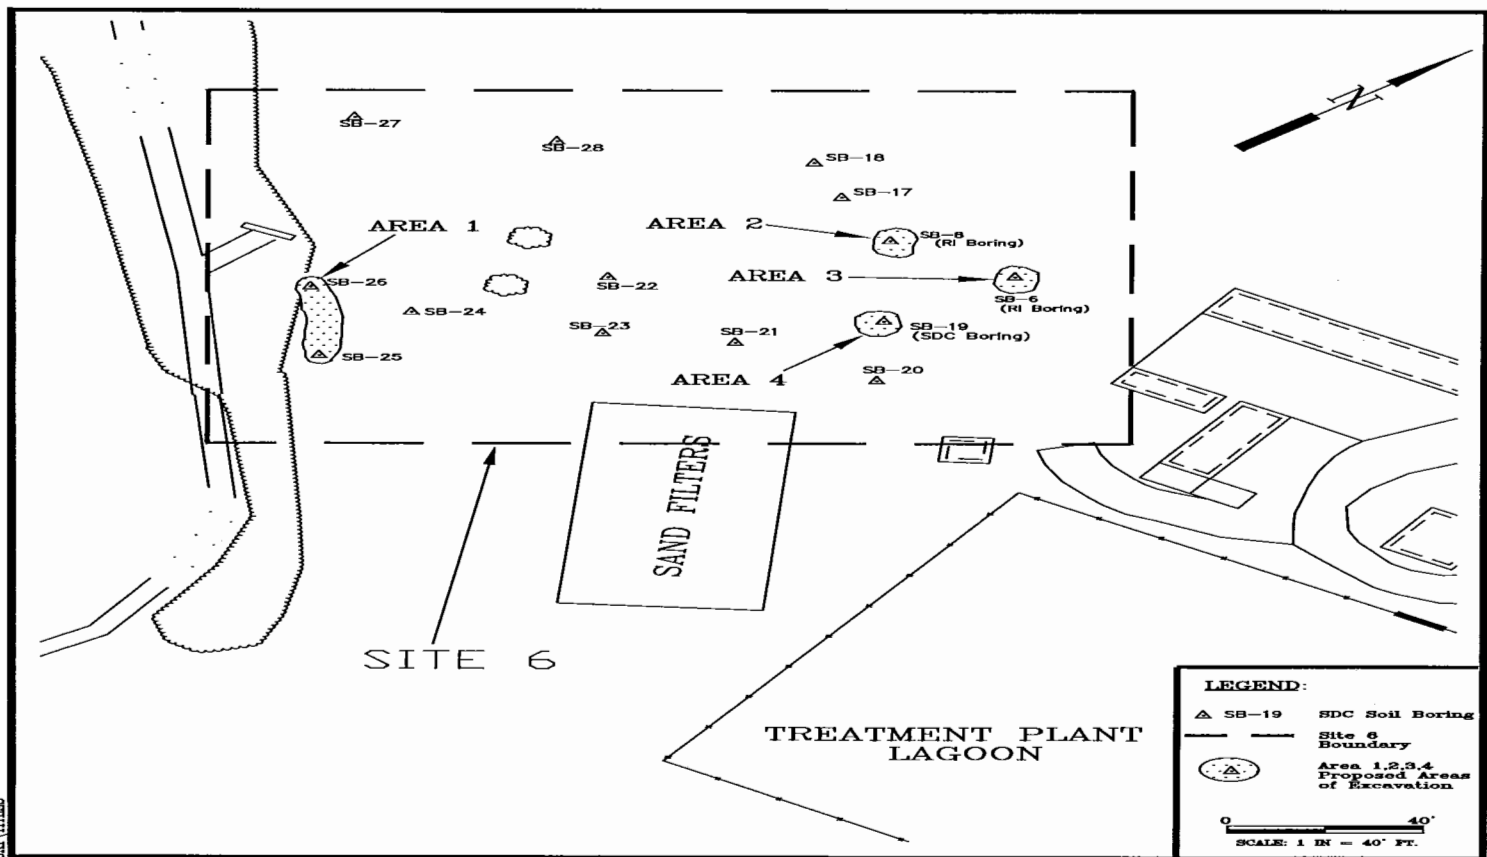 N
SB-27
SB-28
SB-18
SB-17
AREA 1
AREA 2
SB-8
(RI Boring)
SB-26
SB-22
AREA 3
SB-6
(RI Boring)
SB-24
SB-23
SB-21
SB-19
(SDC Boring)
SB-25
AREA 4
SB-20
SAND FILTERS
SITE 6
TREATMENT PLANT
LAGOON
LEGEND:
SB-19 SDC Soil Boring
Site 6
Boundary
Area 1,2,3,4
Proposed Areas
of Excavation
0 40'
SCALE: 1 IN = 40' FT.